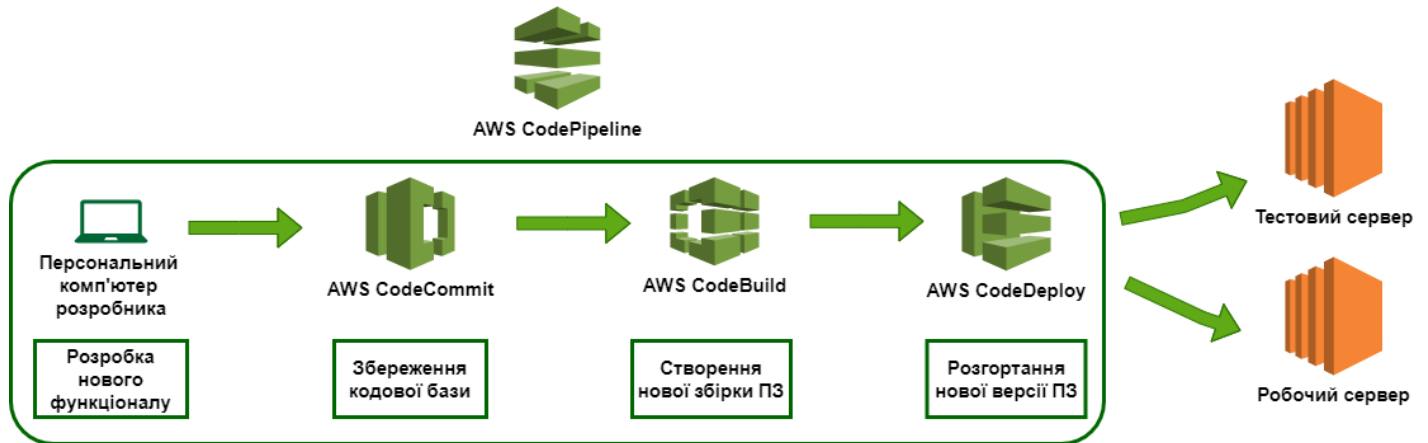 AWS CodePipeline
Персональний
комп'ютер
розробника
AWS CodeCommit
AWS CodeBuild
AWS CodeDeploy
Розробка
нового
функціоналу
Збереження
кодової бази
Створення
нової збірки ПЗ
Розгортання
нової версії ПЗ
Тестовий сервер
Робочий сервер